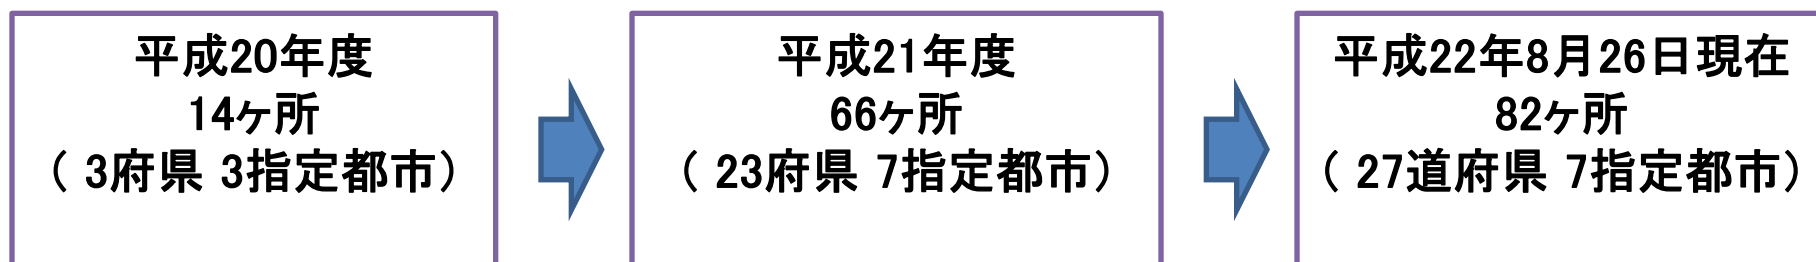 平成20年度
14ヶ所
( 3府県 3指定都市)
平成21年度
66ヶ所
( 23府県 7指定都市)
平成22年8月26日現在
82ヶ所
( 27道府県 7指定都市)